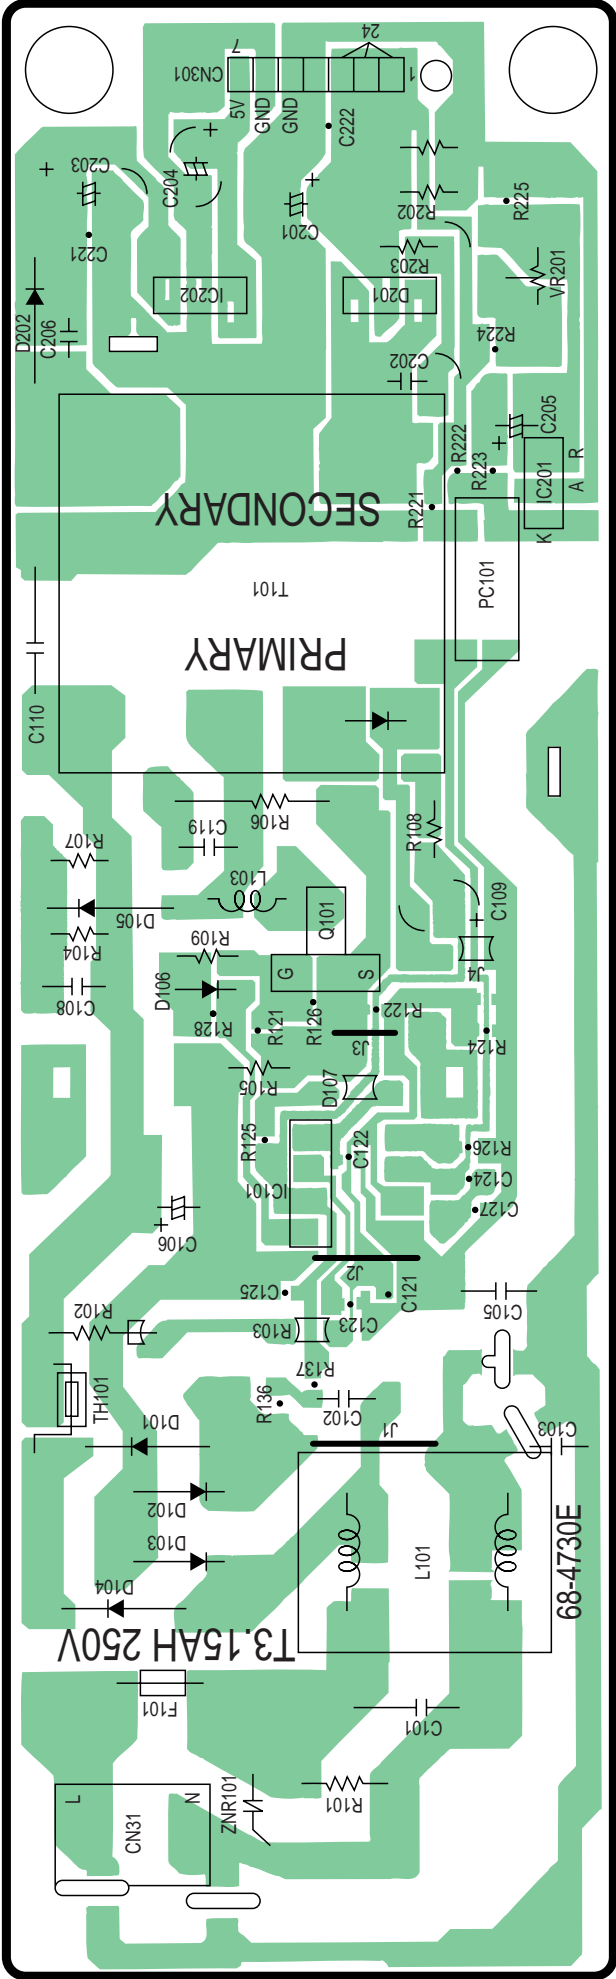 24
7
CN301
1
5V
GND
GND
C222
+
+
C203
C204
+
R202
R225
C201
C221
R203
VR201
IC202
D201
D202
C206
R224
C202
C205
+
R222
R223
IC201
R
A
R221
SECONDARY
K
T101
PC101
PRIMARY
C110
R106
C119
R108
R107
L103
D105
Q101
C109
+
R104
R109
G
S
J4
C108
D106
R128
R121
R126
R122
J3
R124
R105
D107
R125
C122
R126
IC101
C124
C127
C106
+
J2
C125
C121
C105
R102
R103
C123
TH101
R137
R136
C102
D101
J1
C103
D102
D103
L101
68-4730E
D104
T3.15AH 250V
F101
C101
L
N
CN31
ZNR101
R101